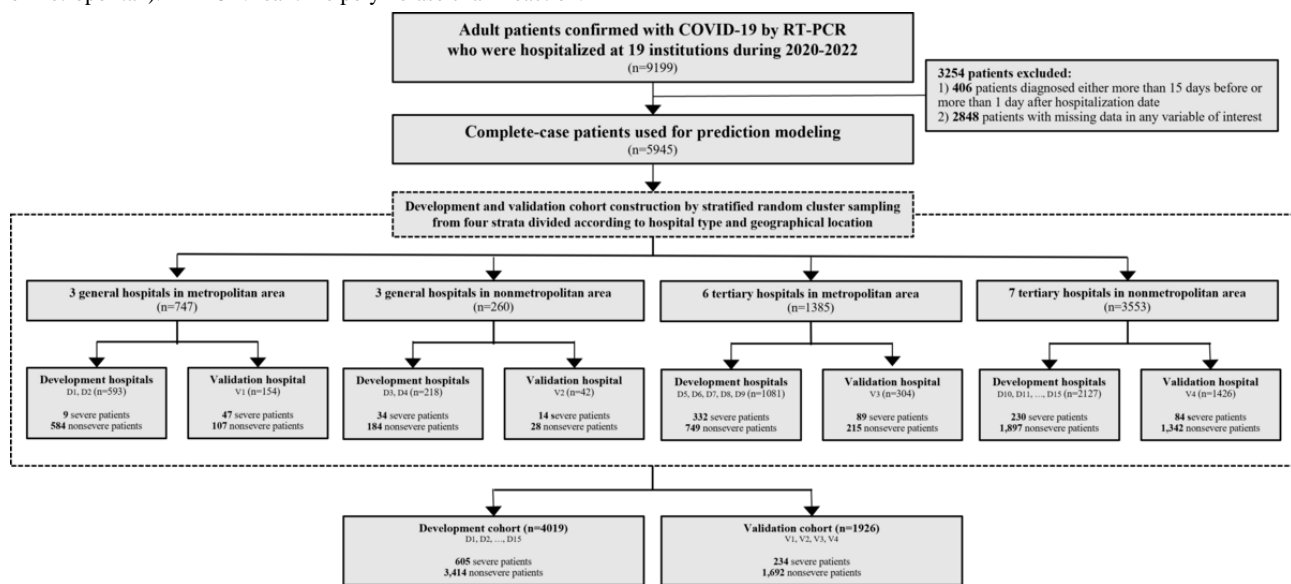 Adult patients confirmed with COVID-19 by RT-PCR
who were hospitalized at 19 institutions during 2020-2022
(n=9199)
3254 patients excluded:
1) 406 patients diagnosed either more than 15 days before or
more than 1 day after hospitalization date
2) 2848 patients with missing data in any variable of interest
Complete-case patients used for prediction modeling
(n=5945)
Development and validation cohort construction by stratified random cluster sampling
from four strata divided according to hospital type and geographical location
3 general hospitals in metropolitan area
(n=747)
3 general hospitals in nonmetropolitan area
(n=260)
6 tertiary hospitals in metropolitan area
(n=1385)
7 tertiary hospitals in nonmetropolitan area
(n=3553)
Development hospitals
D1, D2 (n=593)
9 severe patients
584 nonsevere patients
Validation hospital
V1 (n=154)
47 severe patients
107 nonsevere patients
Development hospitals
D3, D4 (n=218)
34 severe patients
184 nonsevere patients
Validation hospital
V2 (n=42)
14 severe patients
28 nonsevere patients
Development hospitals
D5, D6, D7, D8, D9 (n=1081)
332 severe patients
749 nonsevere patients
Validation hospital
V3 (n=304)
89 severe patients
215 nonsevere patients
Development hospitals
D10, D11, ..., D15 (n=2127)
230 severe patients
1,897 nonsevere patients
Validation hospital
V4 (n=1426)
84 severe patients
1,342 nonsevere patients
Development cohort (n=4019)
D1, D2, ..., D15
605 severe patients
3,414 nonsevere patients
Validation cohort (n=1926)
V1, V2, V3, V4
234 severe patients
1,692 nonsevere patients